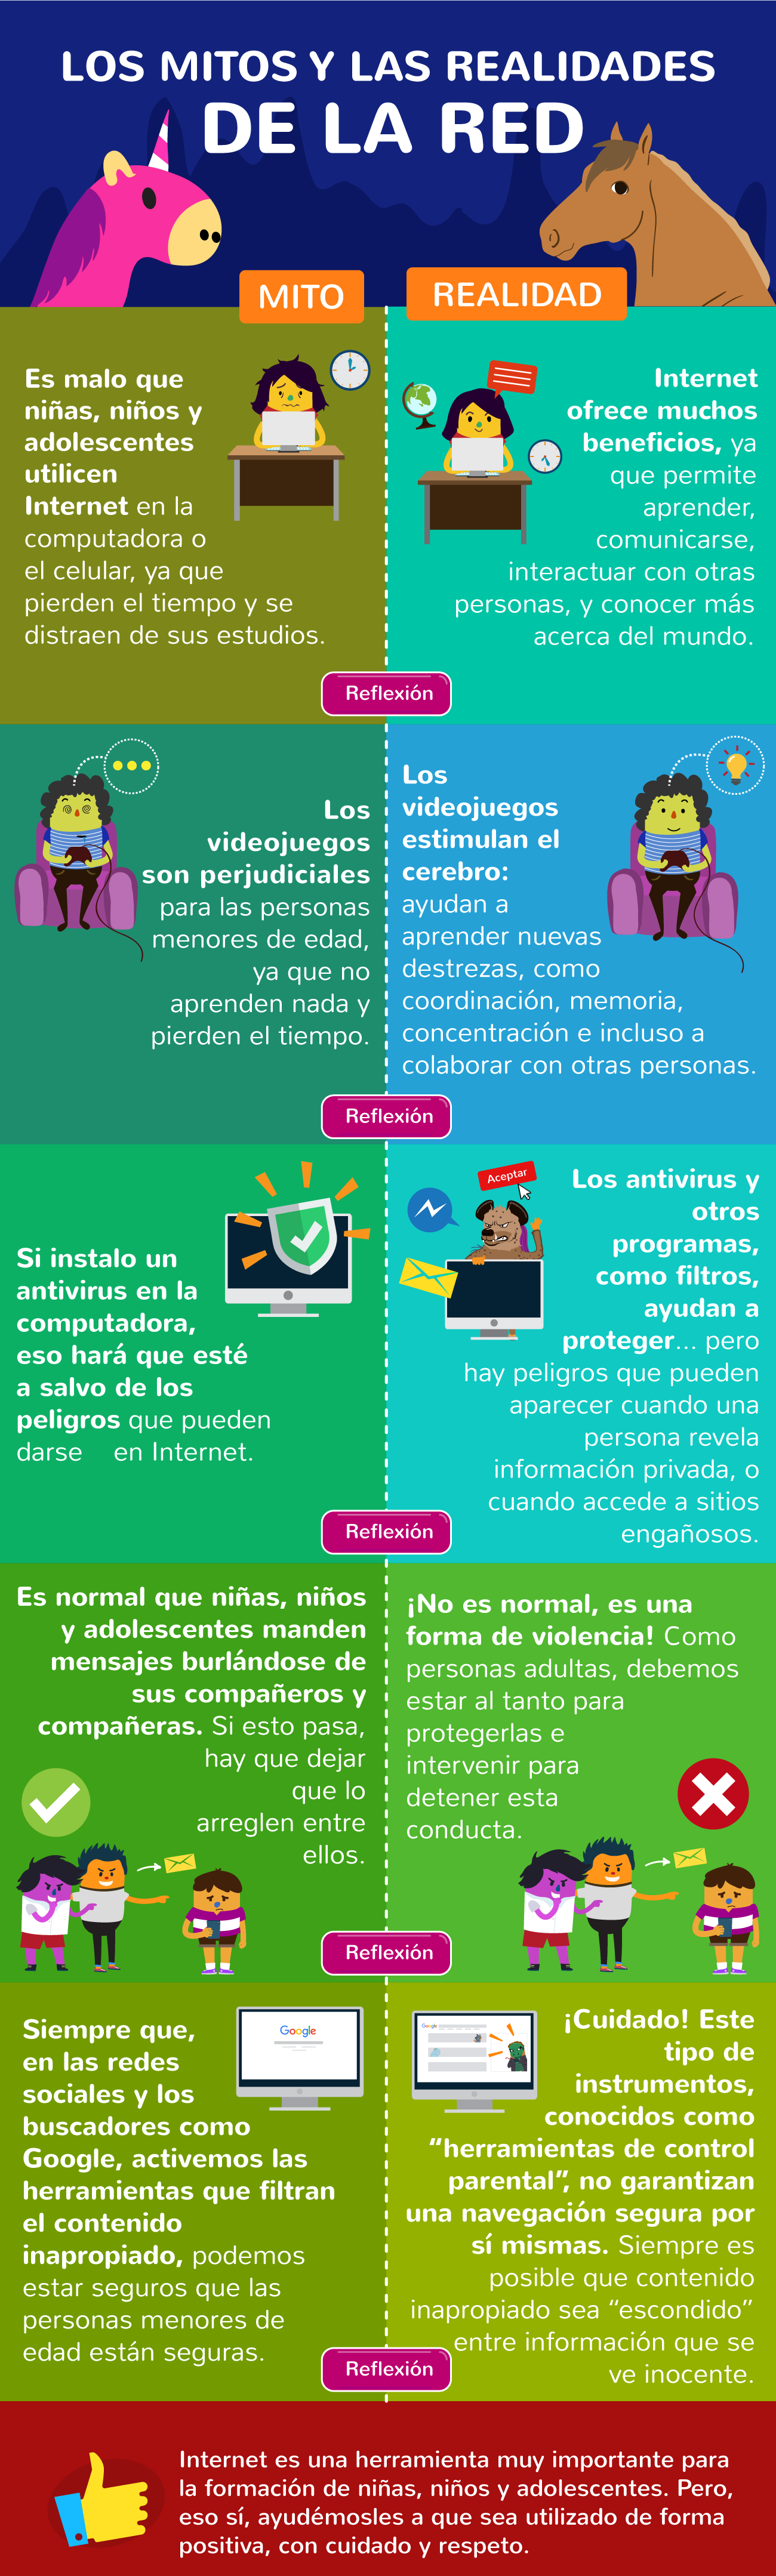 LOS MITOS Y LAS REALIDADES
DE LA RED
MITO
REALIDAD
Es malo que
niñas, niños y
adolescentes
utilicen
Internet en la
computadora o
el celular, ya que
pierden el tiempo y se
distraen de sus estudios.
Internet
ofrece muchos
beneficios, ya
que permite
aprender,
comunicarse,
interactuar con otras
personas, y conocer más
acerca del mundo.
Reflexión
Los
videojuegos
son perjudiciales
para las personas
menores de edad,
ya que no
aprenden nada y
pierden el tiempo.
Los
videojuegos
estimulan el
cerebro:
ayudan a
aprender nuevas
destrezas, como
coordinación, memoria,
concentración e incluso a
colaborar con otras personas.
Reflexión
Si instalo un
antivirus en la
computadora,
eso hará que esté
a salvo de los
peligros que pueden
darse en Internet.
Aceptar
Los antivirus y
otros
programas,
como filtros,
ayudan a
proteger... pero
hay peligros que pueden
aparecer cuando una
persona revela
información privada, o
cuando accede a sitios
engañosos.
Reflexión
Es normal que niñas, niños
y adolescentes manden
mensajes burlándose de
sus compañeros y
compañeras. Si esto pasa,
hay que dejar
que lo
arreglen entre
ellos.
¡No es normal, es una
forma de violencia! Como
personas adultas, debemos
estar al tanto para
protegerlas e
intervenir para
detener esta
conducta.
Reflexión
Siempre que,
en las redes
sociales y los
buscadores como
Google, activemos las
herramientas que filtran
el contenido
inapropiado, podemos
estar seguros que las
personas menores de
edad están seguras.
Google
Google
¡Cuidado! Este
tipo de
instrumentos,
conocidos como
“herramientas de control
parental”, no garantizan
una navegación segura por
sí mismas. Siempre es
posible que contenido
inapropiado sea “escondido”
entre información que se
ve inocente.
Reflexión
Internet es una herramienta muy importante para
la formación de niñas, niños y adolescentes. Pero,
eso sí, ayudémosles a que sea utilizado de forma
positiva, con cuidado y respeto.